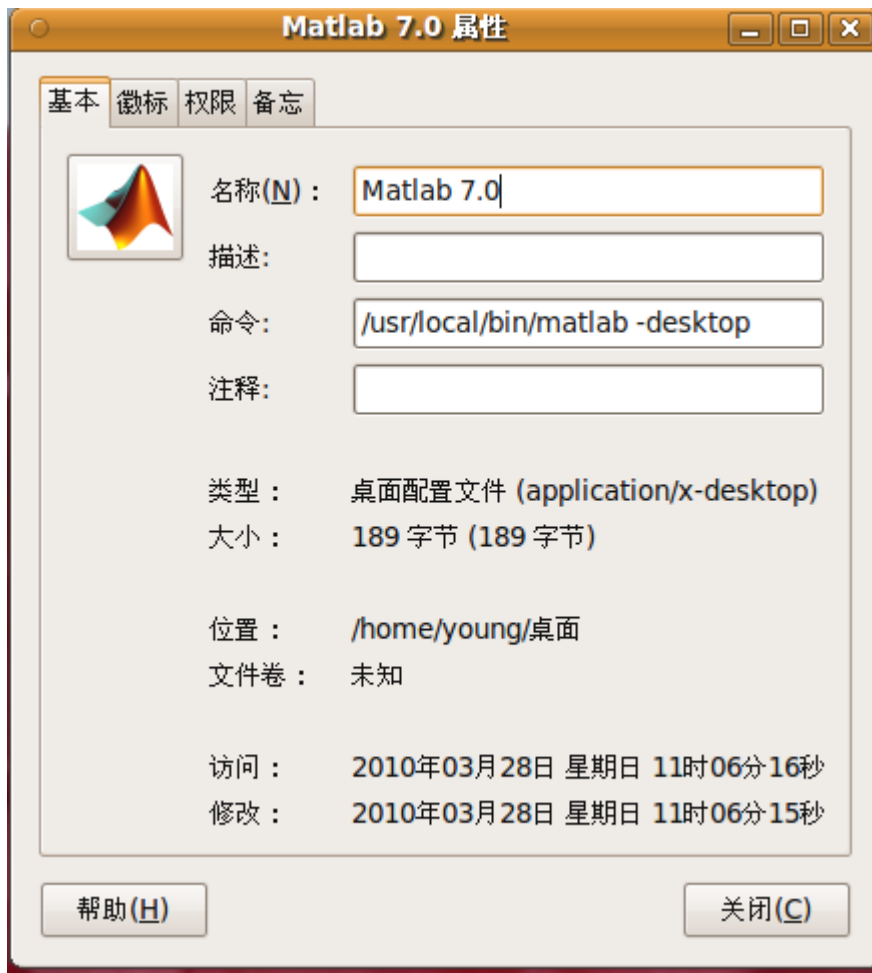 Matlab 7.0 属性
基本 徽标 权限 备忘
名称(N)： Matlab 7.0
描述:
命令: /usr/local/bin/matlab -desktop
注释:
类型： 桌面配置文件 (application/x-desktop)
大小： 189 字节 (189 字节)
位置： /home/young/桌面
文件卷： 未知
访问： 2010年03月28日 星期日 11时06分16秒
修改： 2010年03月28日 星期日 11时06分15秒
帮助(H) 关闭(C)